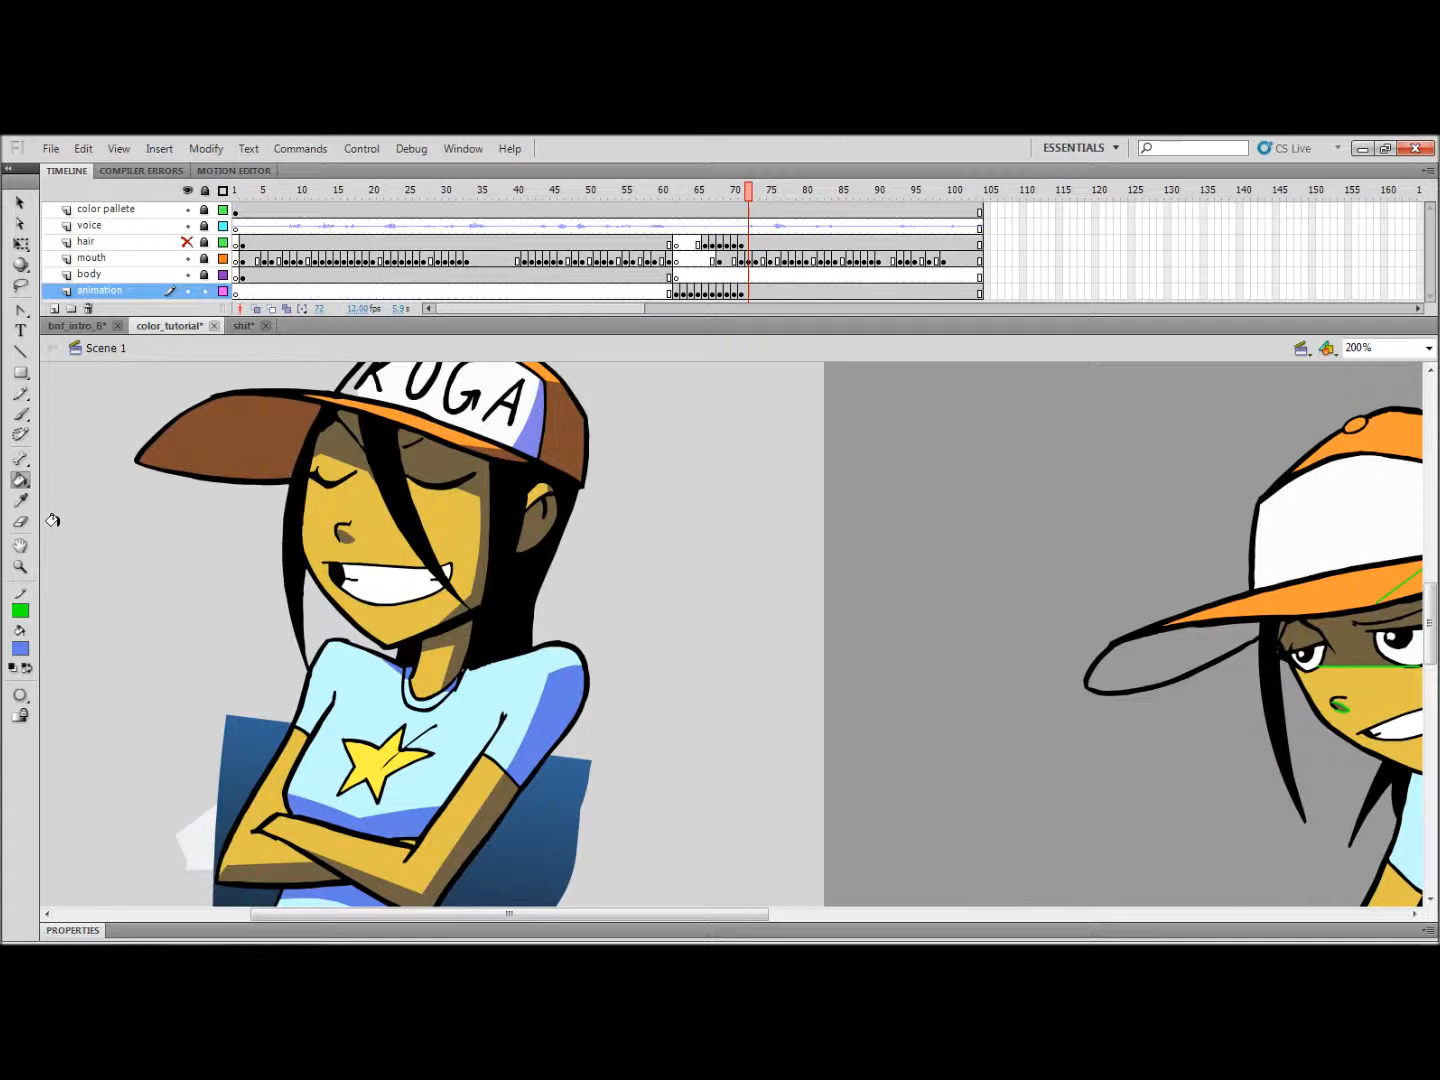 File Edit View Insert Modify Text Commands Control Debug Window Help ESSENTIALS CS Live
TIMELINE COMPILER ERRORS MOTION EDITOR
1 5 10 15 20 25 30 35 40 45 50 55 60 65 70 75 80 85 90 95 100 105 110 115 120 125 130 135 140 145 150 155 160 1
color pallete
voice
hair
mouth
body
animation
72 12.00 fps 5.9 s
bnf_intro_B* color_tutorial* shit*
Scene 1 200%
KUGA
PROPERTIES